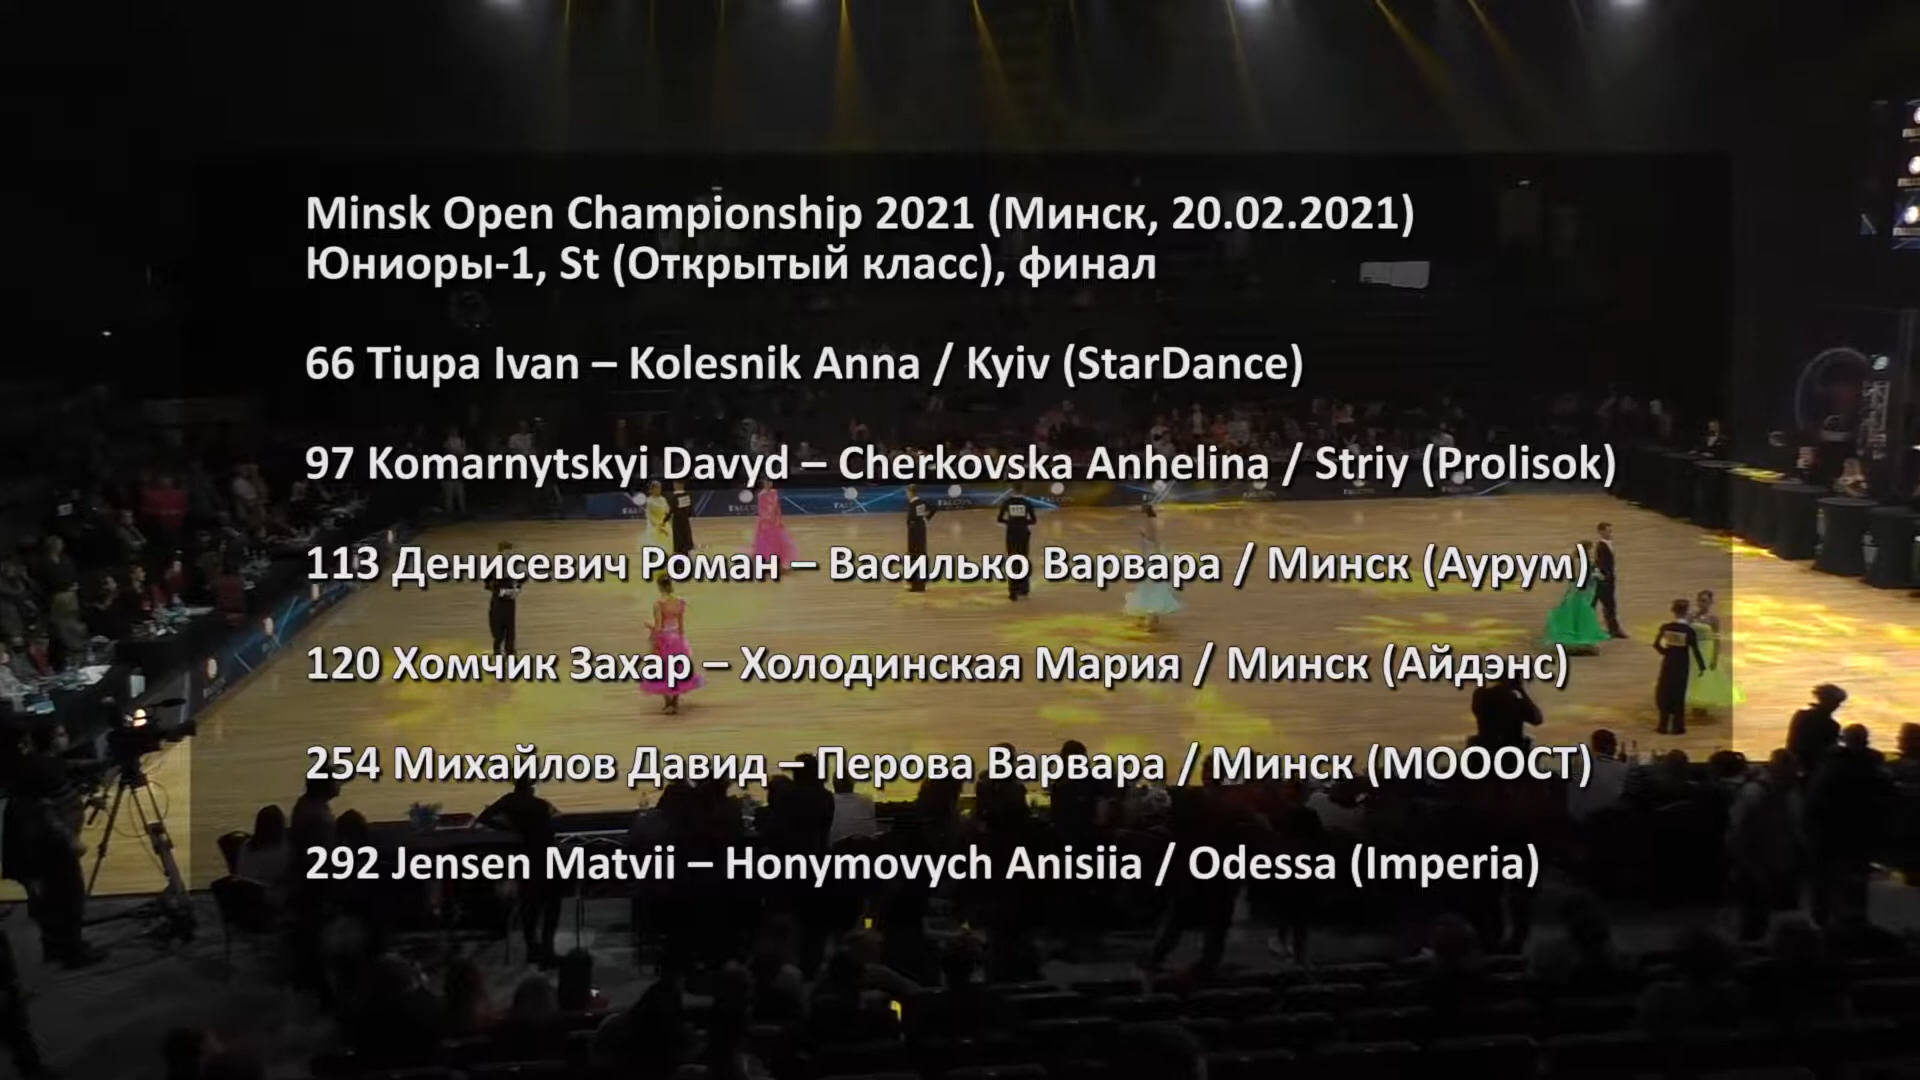 Minsk Open Championship 2021 (Минск, 20.02.2021)
Юниоры-1, St (Открытый класс), финал
66 Tiupa Ivan – Kolesnik Anna / Kyiv (StarDance)
97 Komarnytskyi Davyd – Cherkovska Anhelina / Striy (Prolisok)
113 Денисевич Роман – Василько Варвара / Минск (Аурум)
120 Хомчик Захар – Холодинская Мария / Минск (Айдэнс)
254 Михайлов Давид – Перова Варвара / Минск (МОООСТ)
292 Jensen Matvii – Honymovych Anisiia / Odessa (Imperia)